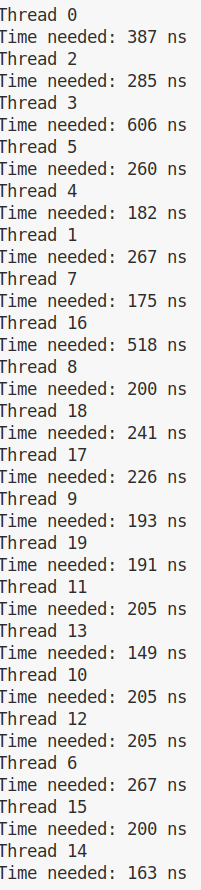 Thread 0
Time needed: 387 ns
Thread 2
Time needed: 285 ns
Thread 3
Time needed: 606 ns
Thread 5
Time needed: 260 ns
Thread 4
Time needed: 182 ns
Thread 1
Time needed: 267 ns
Thread 7
Time needed: 175 ns
Thread 16
Time needed: 518 ns
Thread 8
Time needed: 200 ns
Thread 18
Time needed: 241 ns
Thread 17
Time needed: 226 ns
Thread 9
Time needed: 193 ns
Thread 19
Time needed: 191 ns
Thread 11
Time needed: 205 ns
Thread 13
Time needed: 149 ns
Thread 10
Time needed: 205 ns
Thread 12
Time needed: 205 ns
Thread 6
Time needed: 267 ns
Thread 15
Time needed: 200 ns
Thread 14
Time needed: 163 ns